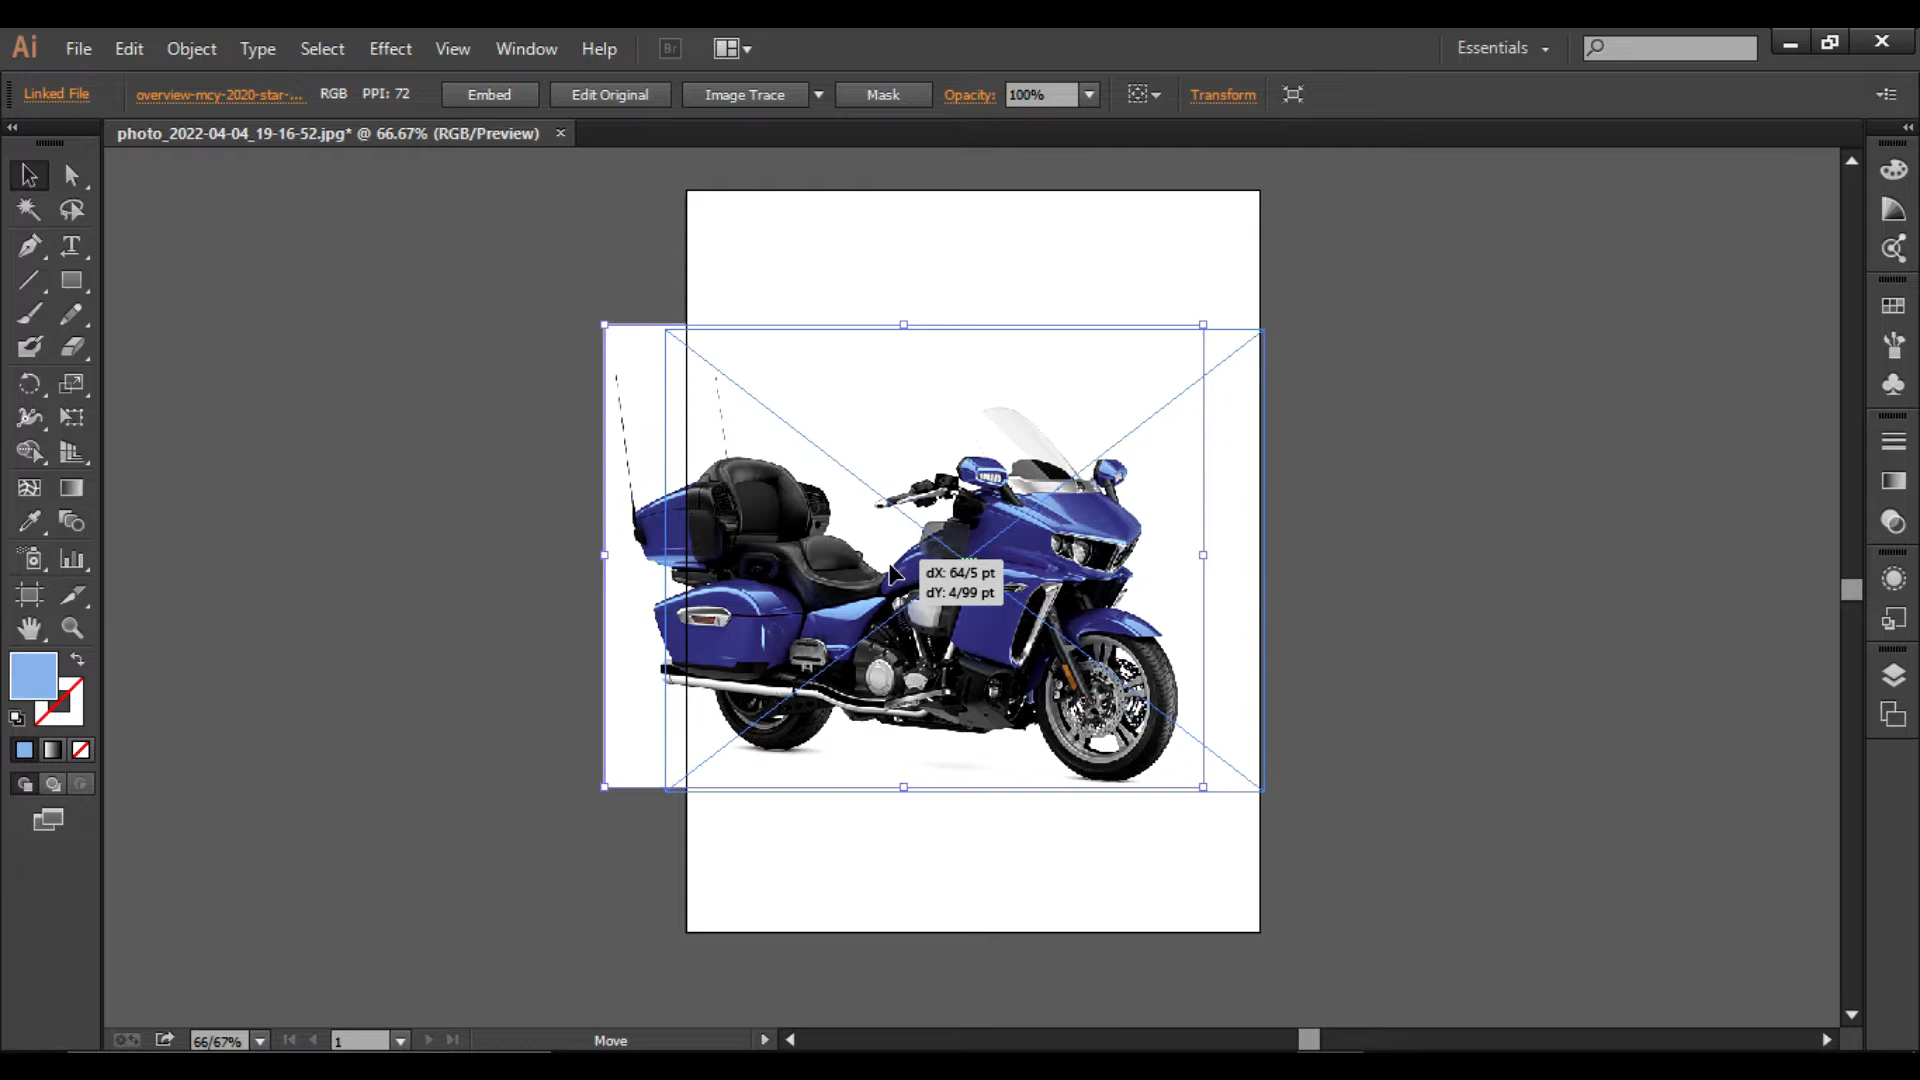 Ai File Edit Object Type Select Effect View Window Help Br Essentials
Linked File overview-mcy-2020-star-... RGB PPI: 72 Embed Edit Original Image Trace Mask Opacity: 100% Transform
photo_2022-04-04_19-16-52.jpg* @ 66.67% (RGB/Preview) ×
dX: 64/5 pt
dY: 4/99 pt
66/67% 1 Move